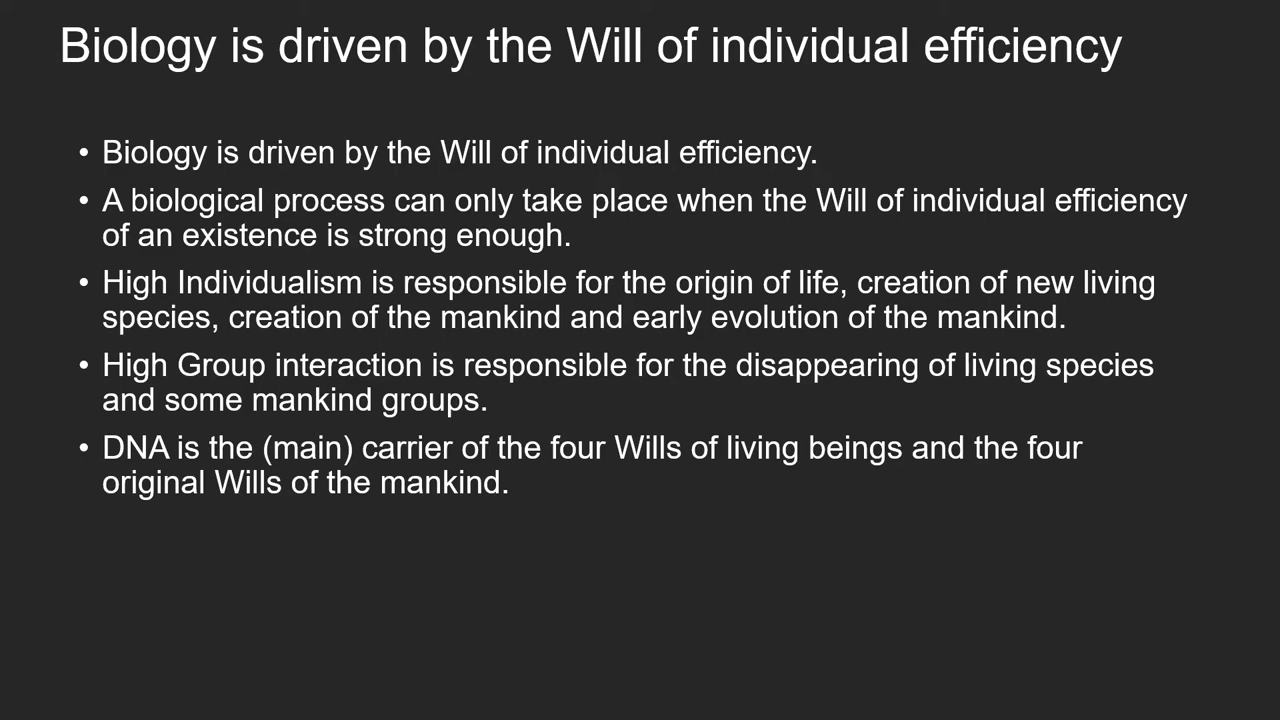 Biology is driven by the Will of individual efficiency
• Biology is driven by the Will of individual efficiency.
• A biological process can only take place when the Will of individual efficiency
of an existence is strong enough.
• High Individualism is responsible for the origin of life, creation of new living
species, creation of the mankind and early evolution of the mankind.
• High Group interaction is responsible for the disappearing of living species
and some mankind groups.
• DNA is the (main) carrier of the four Wills of living beings and the four
original Wills of the mankind.